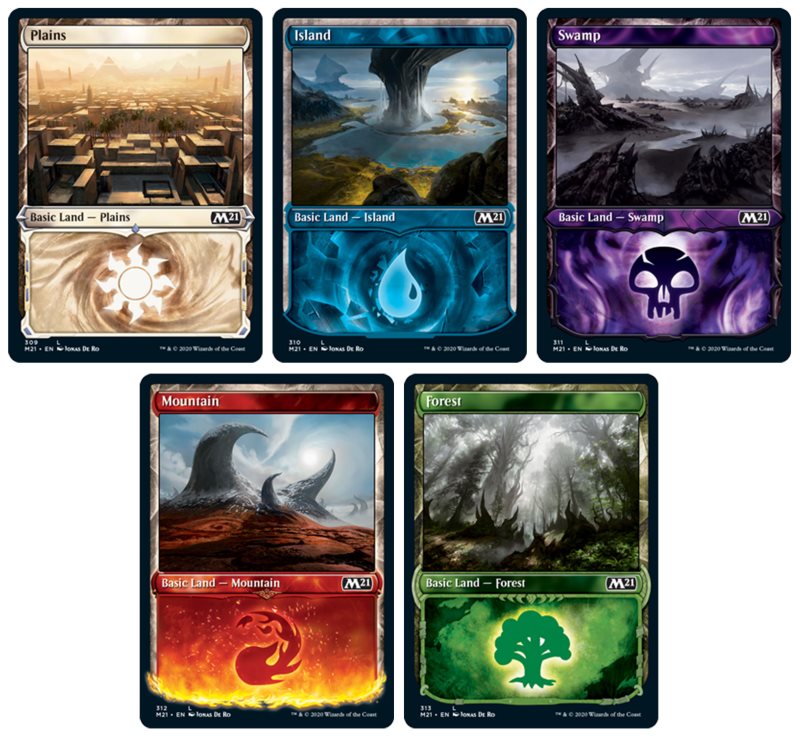 Plains
Basic Land — Plains
M21
309 L
M21 • EN Jonas De Ro
™ & © 2020 Wizards of the Coast
Island
Basic Land — Island
M21
310 L
M21 • EN Jonas De Ro
™ & © 2020 Wizards of the Coast
Swamp
Basic Land — Swamp
M21
311 L
M21 • EN Jonas De Ro
™ & © 2020 Wizards of the Coast
Mountain
Basic Land — Mountain
M21
312 L
M21 • EN Jonas De Ro
™ & © 2020 Wizards of the Coast
Forest
Basic Land — Forest
M21
313 L
M21 • EN Jonas De Ro
™ & © 2020 Wizards of the Coast